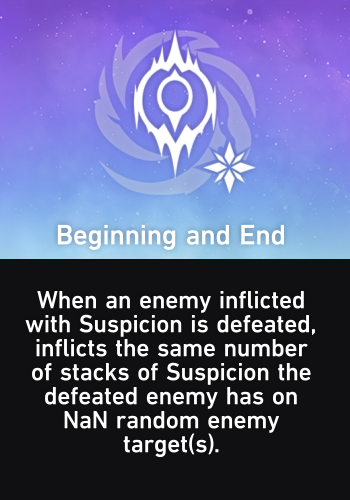 Beginning and End
When an enemy inflicted
with Suspicion is defeated,
inflicts the same number
of stacks of Suspicion the
defeated enemy has on
NaN random enemy
target(s).